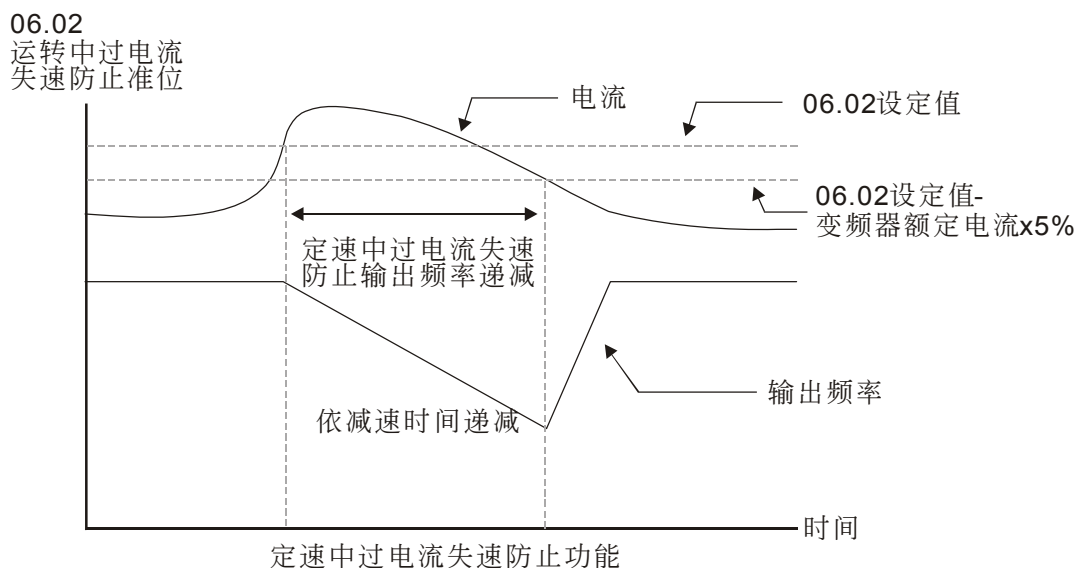 06.02
运转中过电流
失速防止准位
电流
06.02设定值
06.02设定值-
变频器额定电流x5%
定速中过电流失速
防止输出频率递减
输出频率
依减速时间递减
时间
定速中过电流失速防止功能